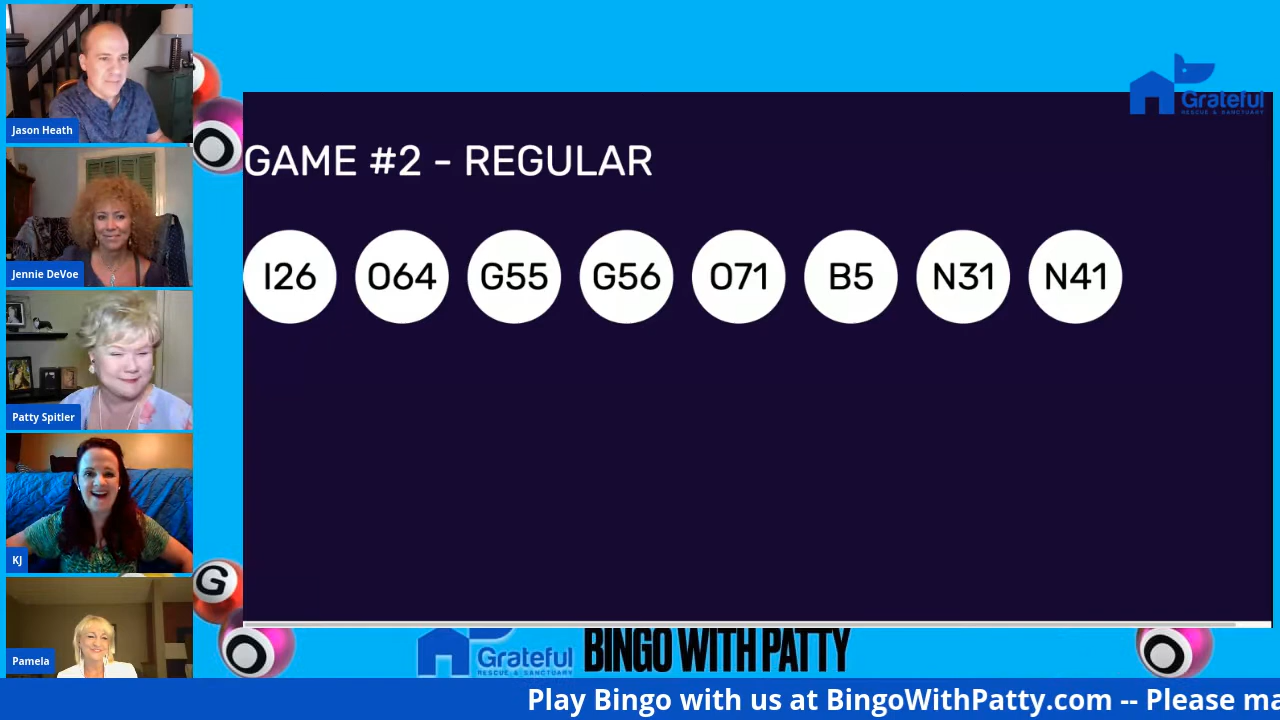 Jason Heath
Jennie DeVoe
Patty Spitler
KJ
Pamela
Grateful
RESCUE & SANCTUARY
GAME #2 - REGULAR
I26 O64 G55 G56 O71 B5 N31 N41
O
G
O
O
Grateful
RESCUE & SANCTUARY
BINGO WITH PATTY
Play Bingo with us at BingoWithPatty.com -- Please ma